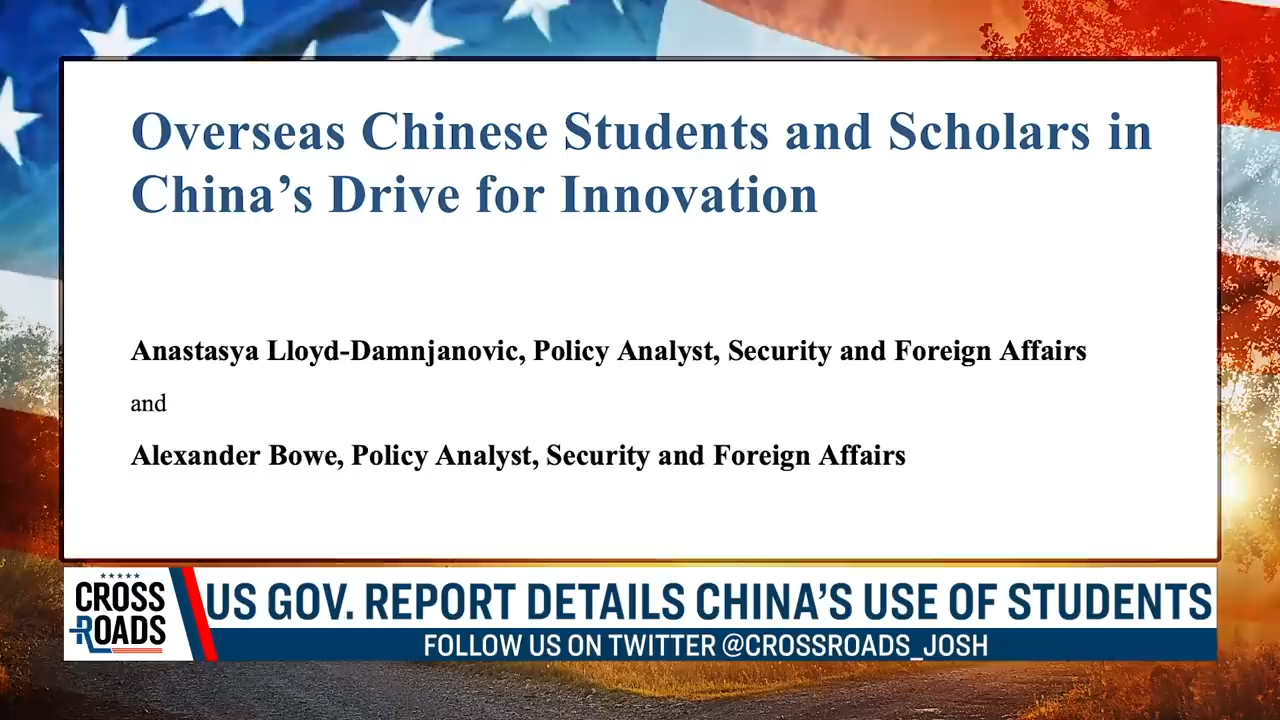 Overseas Chinese Students and Scholars in
China’s Drive for Innovation
Anastasya Lloyd-Damnjanovic, Policy Analyst, Security and Foreign Affairs
and
Alexander Bowe, Policy Analyst, Security and Foreign Affairs
CROSS
ROADS
US GOV. REPORT DETAILS CHINA’S USE OF STUDENTS
FOLLOW US ON TWITTER @CROSSROADS_JOSH